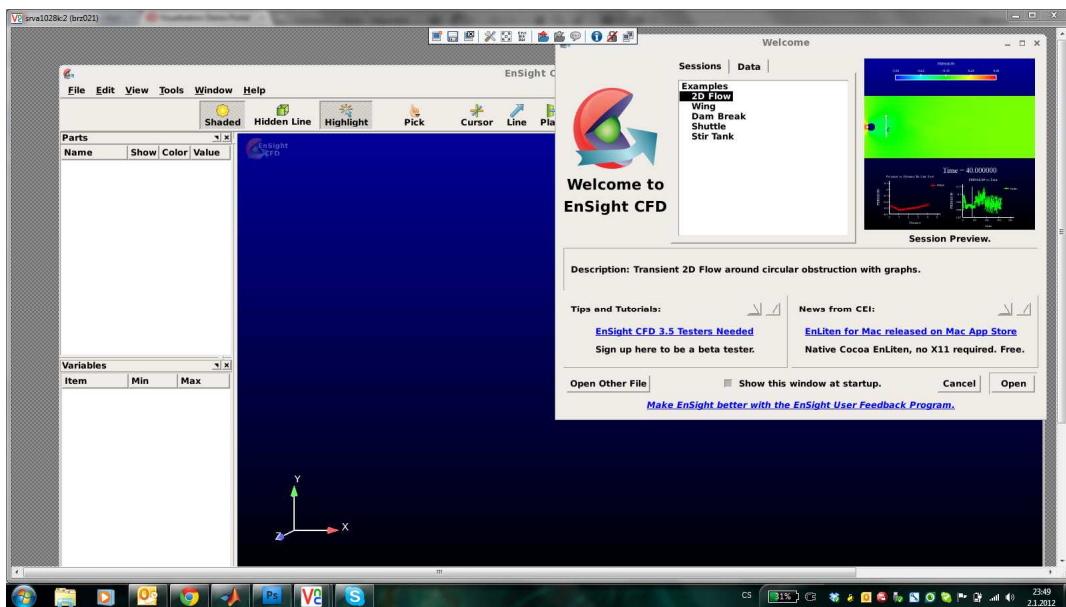 srva1028k:2 (brz021)
Welcome
EnSight C
File Edit View Tools Window Help
Shaded Hidden Line Highlight Pick Cursor Line Pla
Parts
Name Show Color Value
EnSight
CFD
Variables
Item Min Max
Y
X
Z
Sessions Data
Examples
2D Flow
Wing
Dam Break
Shuttle
Stir Tank
Welcome to
EnSight CFD
Time = 40.000000
Session Preview.
Description: Transient 2D Flow around circular obstruction with graphs.
Tips and Tutorials:
EnSight CFD 3.5 Testers Needed
Sign up here to be a beta tester.
News from CEI:
EnLiten for Mac released on Mac App Store
Native Cocoa EnLiten, no X11 required. Free.
Open Other File Show this window at startup. Cancel Open
Make EnSight better with the EnSight User Feedback Program.
CS 31% 23:49
2.1.2012